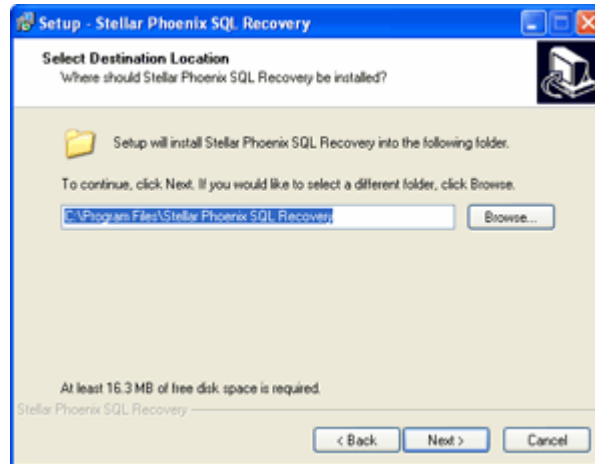 Setup - Stellar Phoenix SQL Recovery
Select Destination Location
Where should Stellar Phoenix SQL Recovery be installed?
Setup will install Stellar Phoenix SQL Recovery into the following folder.
To continue, click Next. If you would like to select a different folder, click Browse.
C:\Program Files\Stellar Phoenix SQL Recovery
Browse...
At least 16.3 MB of free disk space is required.
Stellar Phoenix SQL Recovery
< Back Next > Cancel